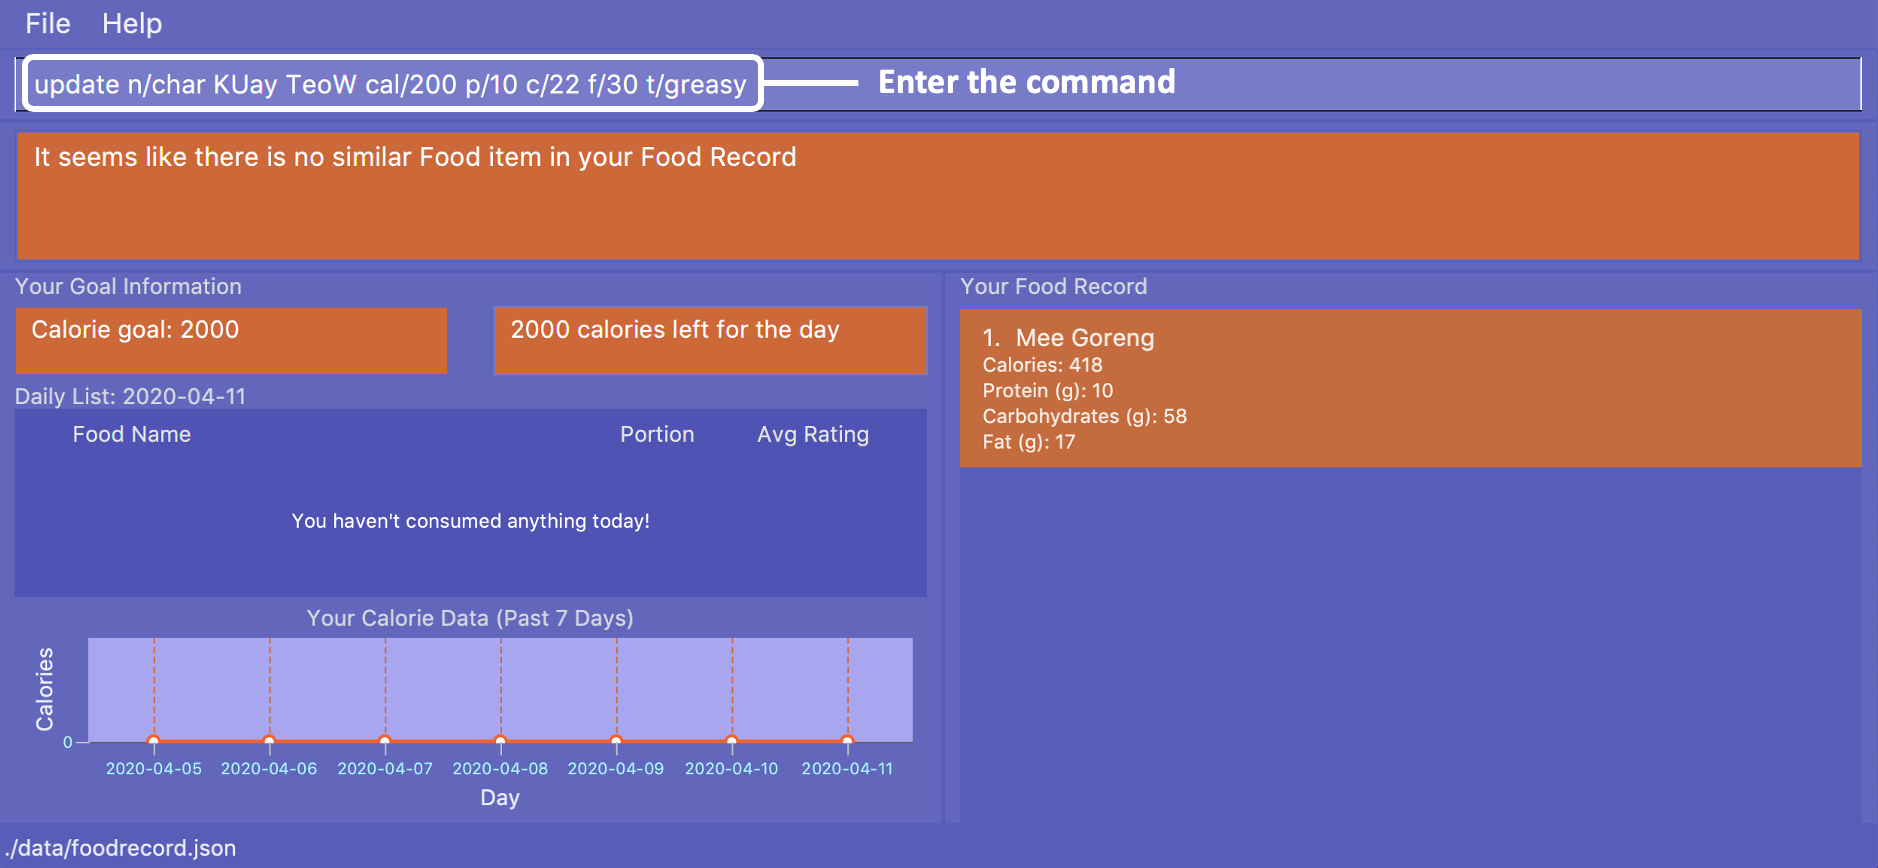 File Help
update n/char KUay TeoW cal/200 p/10 c/22 f/30 t/greasy
Enter the command
It seems like there is no similar Food item in your Food Record
Your Goal Information
Calorie goal: 2000
2000 calories left for the day
Daily List: 2020-04-11
Food Name Portion Avg Rating
You haven't consumed anything today!
Your Calorie Data (Past 7 Days)
Calories
0
2020-04-05 2020-04-06 2020-04-07 2020-04-08 2020-04-09 2020-04-10 2020-04-11
Day
Your Food Record
1. Mee Goreng
Calories: 418
Protein (g): 10
Carbohydrates (g): 58
Fat (g): 17
./data/foodrecord.json